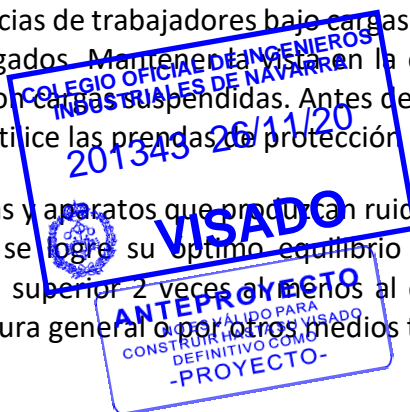 cias de trabajadores bajo cargas
gados. Mantener la vista en la
on cargas suspendidas. Antes de
tilice las prendas de protección
as y aparatos que produzcan ruid
se logre su óptimo equilibrio
superior 2 veces al menos al
ura general o por otros medios
COLEGIO OFICIAL DE INGENIEROS
INDUSTRIALES DE NAVARRA
201343 26/11/20
VISADO
ANTEPROYECTO
NO ES VÁLIDO PARA
CONSTRUIR HASTA SU VISADO
DEFINITIVO COMO
-PROYECTO-